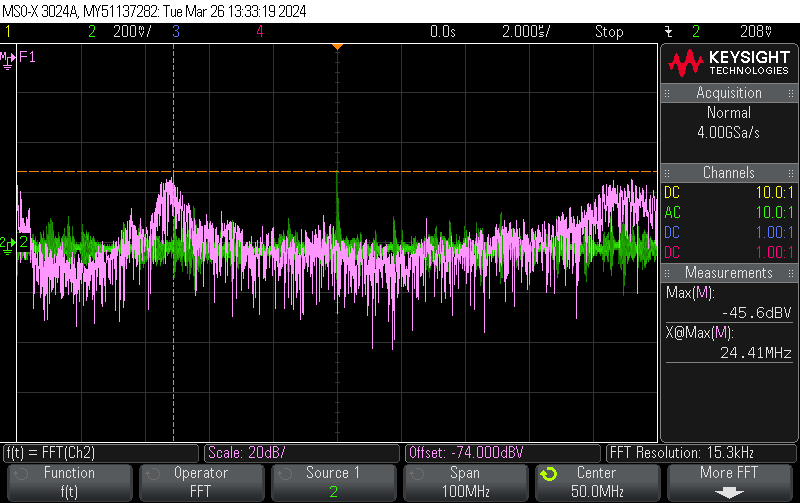 MSO-X 3024A, MY51137282: Tue Mar 26 13:33:19 2024
1 2 200mV/ 3 4 0.0s 2.000s/ Stop 2 208mV
M F1
KEYSIGHT
TECHNOLOGIES
Acquisition
Normal
4.00GSa/s
Channels
DC 10.0:1
AC 10.0:1
DC 1.00:1
DC 1.00:1
2 2
Measurements
Max(M):
-45.6dBV
X@Max(M):
24.41MHz
f(t) = FFT(Ch2) Scale: 20dB/ Offset: -74.000dBV FFT Resolution: 15.3kHz
Function Operator Source 1 Span Center More FFT
f(t) FFT 2 100MHz 50.0MHz